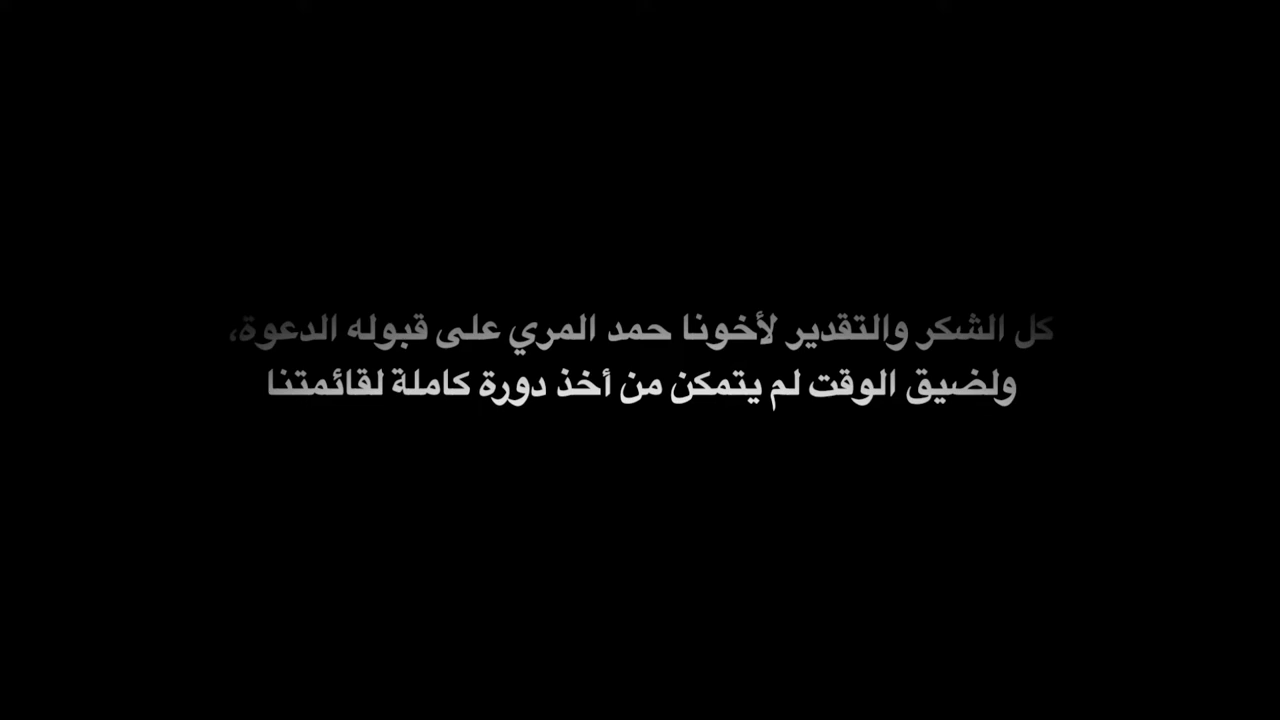 كل الشكر والتقدير لأخونا حمد المري على قبوله الدعوة،
ولضيق الوقت لم يتمكن من أخذ دورة كاملة لقائمتنا